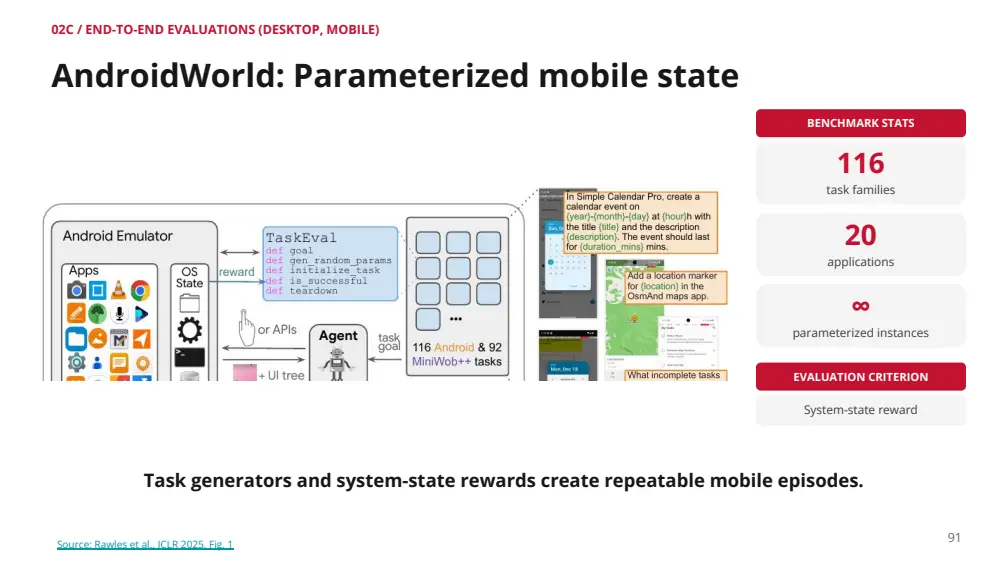 02C / END-TO-END EVALUATIONS (DESKTOP, MOBILE)
AndroidWorld: Parameterized mobile state
Android Emulator
Apps
OS
State
reward
TaskEval
def goal
def gen_random_params
def initialize_task
def is_successful
def teardown
or APIs
+ UI tree
Agent
task
goal
116 Android & 92
MiniWob++ tasks
In Simple Calendar Pro, create a
calendar event on
{year}-{month}-{day} at {hour}h with
the title {title} and the description
{description}. The event should last
for {duration_mins} mins.
Add a location marker
for {location} in the
OsmAnd maps app.
What incomplete tasks
BENCHMARK STATS
116
task families
20
applications
∞
parameterized instances
EVALUATION CRITERION
System-state reward
Task generators and system-state rewards create repeatable mobile episodes.
Source: Rawles et al., ICLR 2025, Fig. 1
91